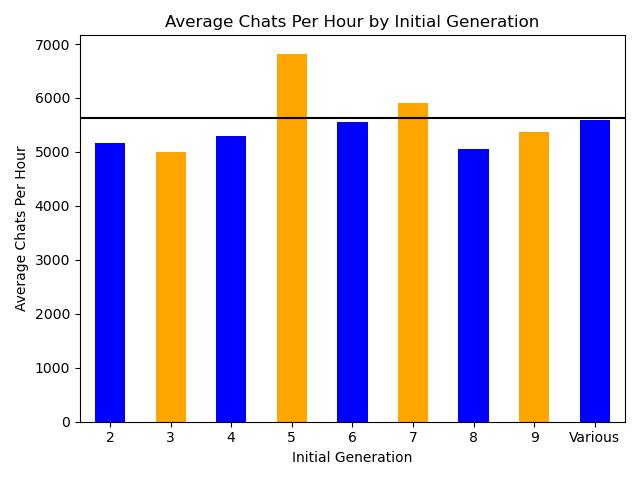 Average Chats Per Hour by Initial Generation
7000
6000
5000
4000
3000
2000
1000
0
Average Chats Per Hour
2 3 4 5 6 7 8 9 Various
Initial Generation